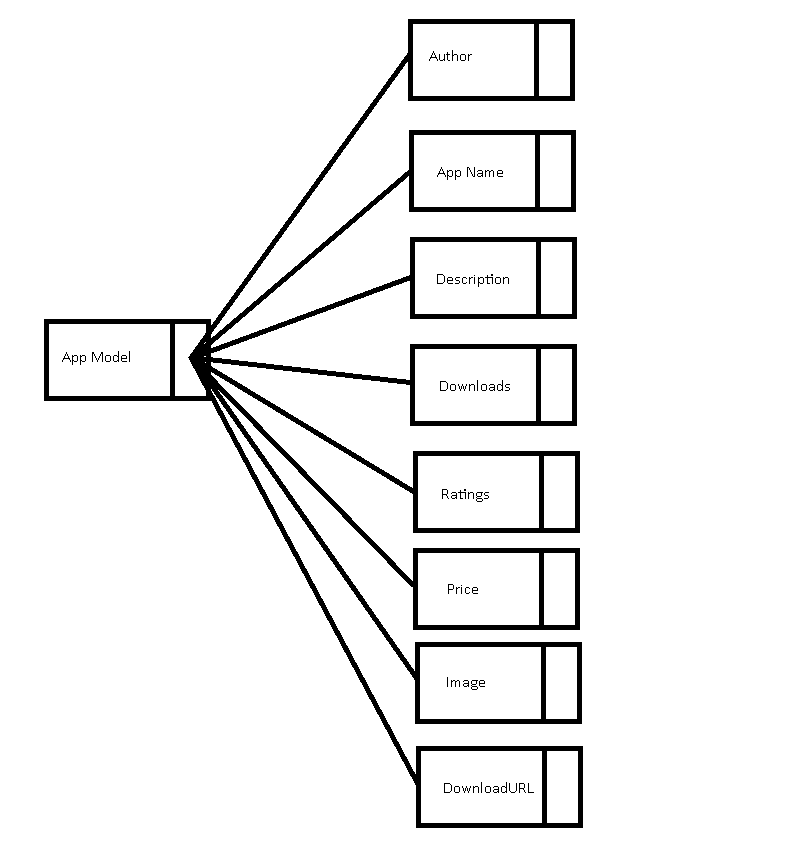 Author
App Name
Description
App Model
Downloads
Ratings
Price
Image
DownloadURL